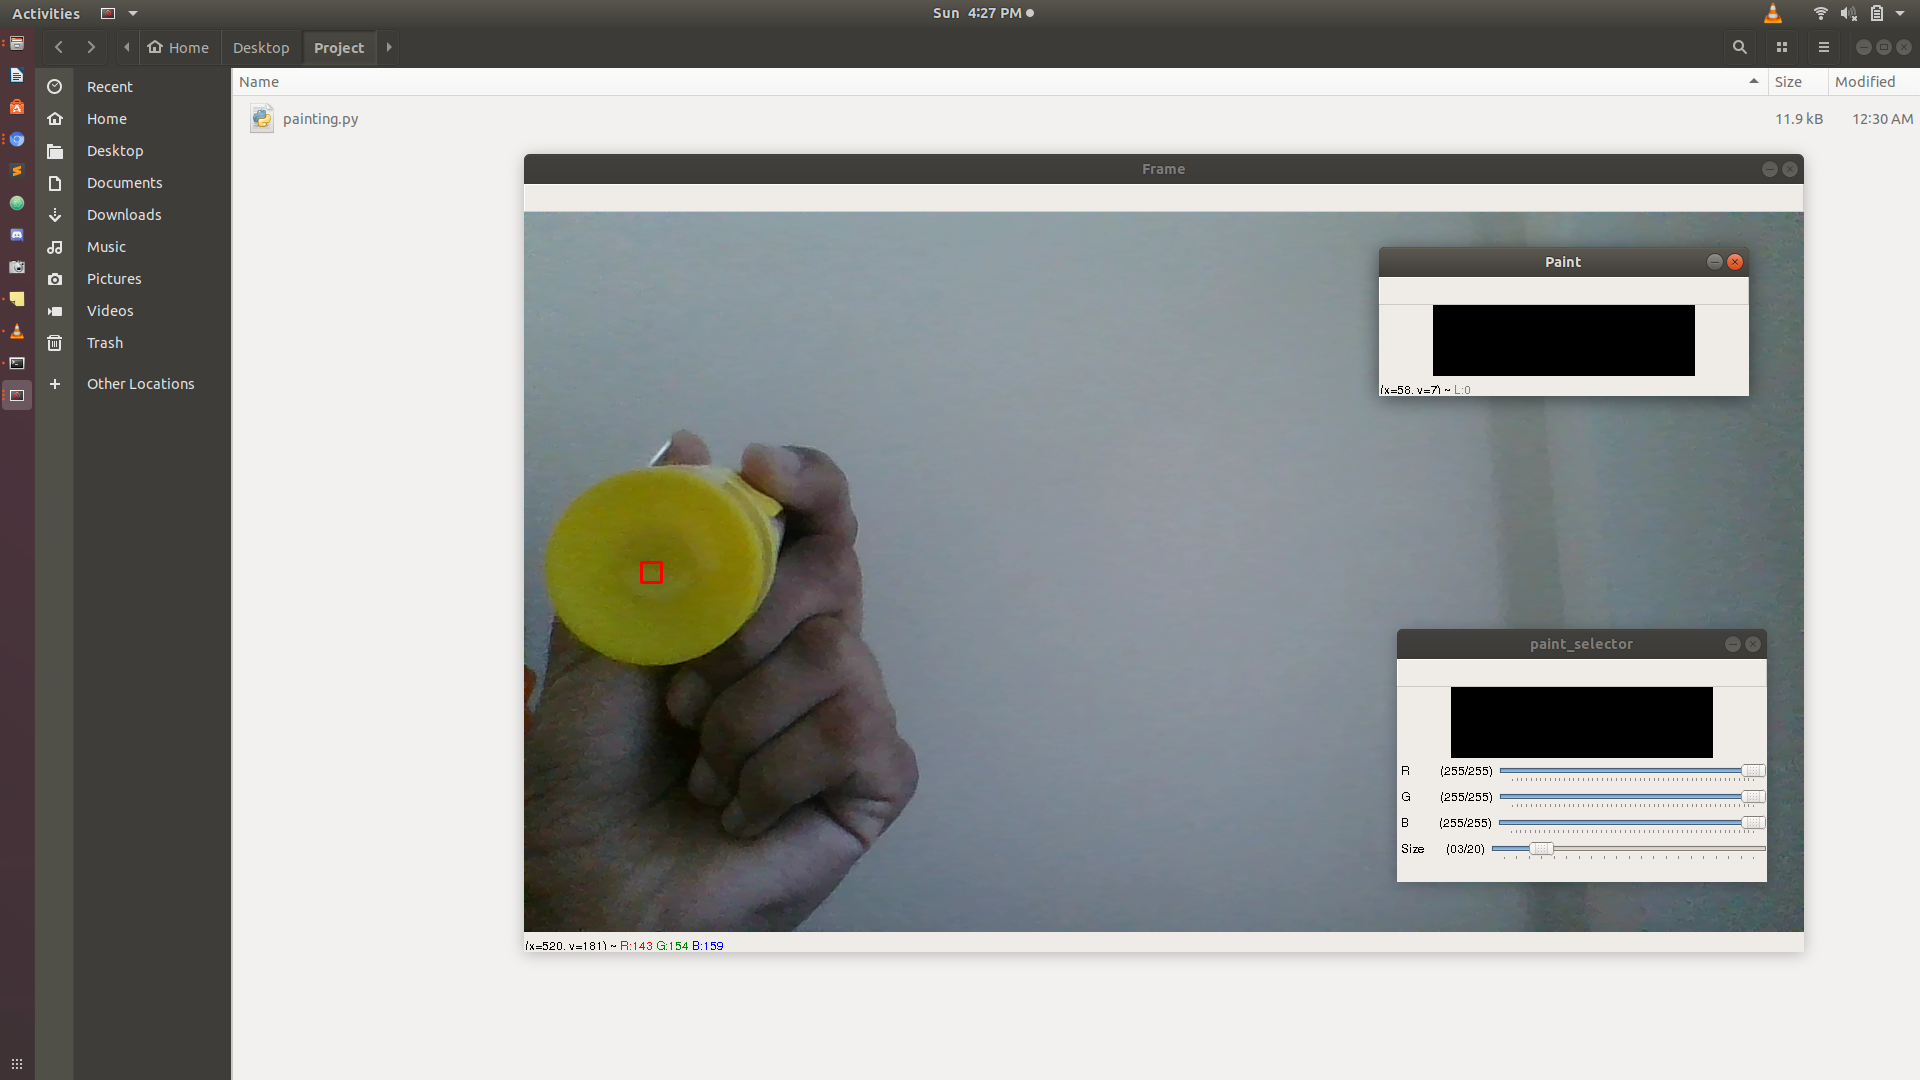 Activities
Sun 4:27 PM
Home Desktop Project
Name Size Modified
painting.py 11.9 kB 12:30 AM
Recent
Home
Desktop
Documents
Downloads
Music
Pictures
Videos
Trash
Other Locations
Frame
Paint
(x=58, y=7) ~ L:0
paint_selector
R (255/255)
G (255/255)
B (255/255)
Size (03/20)
(x=520, y=181) ~ R:143 G:154 B:159